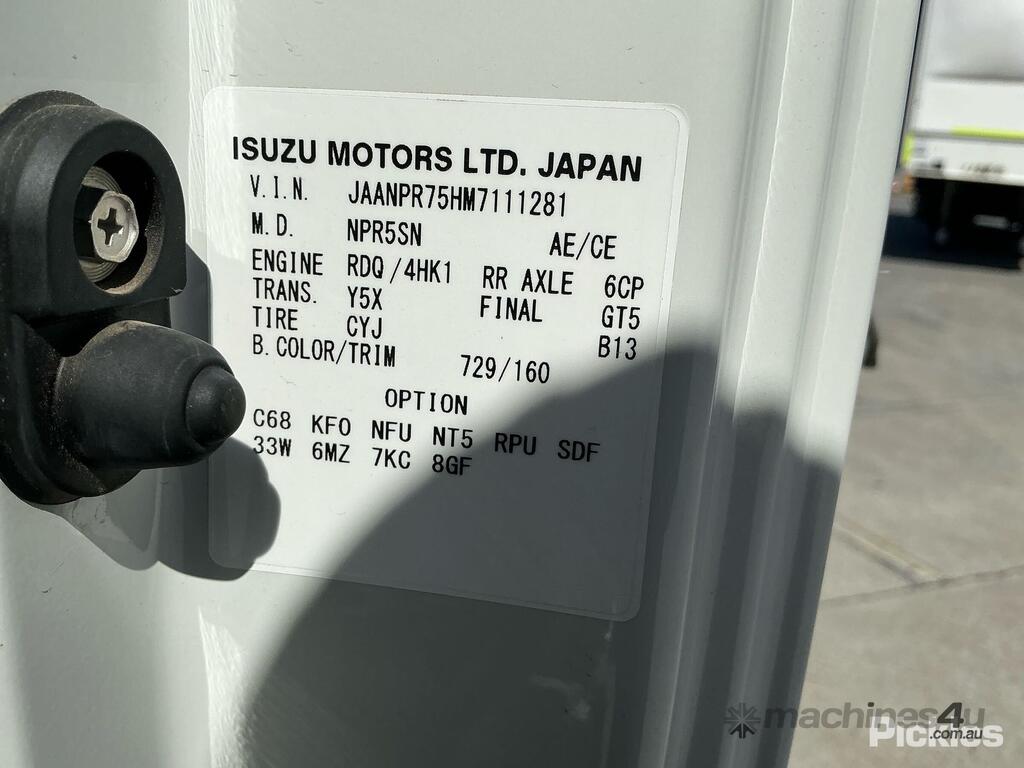 ISUZU MOTORS LTD. JAPAN
V.I.N. JAANPR75HM7111281
M.D. NPR5SN AE/CE
ENGINE RDQ/4HK1 RR AXLE 6CP
TRANS. Y5X FINAL GT5
TIRE CYJ B13
B.COLOR/TRIM 729/160
OPTION
C68 KFO NFU NT5 RPU SDF
33W 6MZ 7KC 8GF
machines4u
.com.au
Pickles